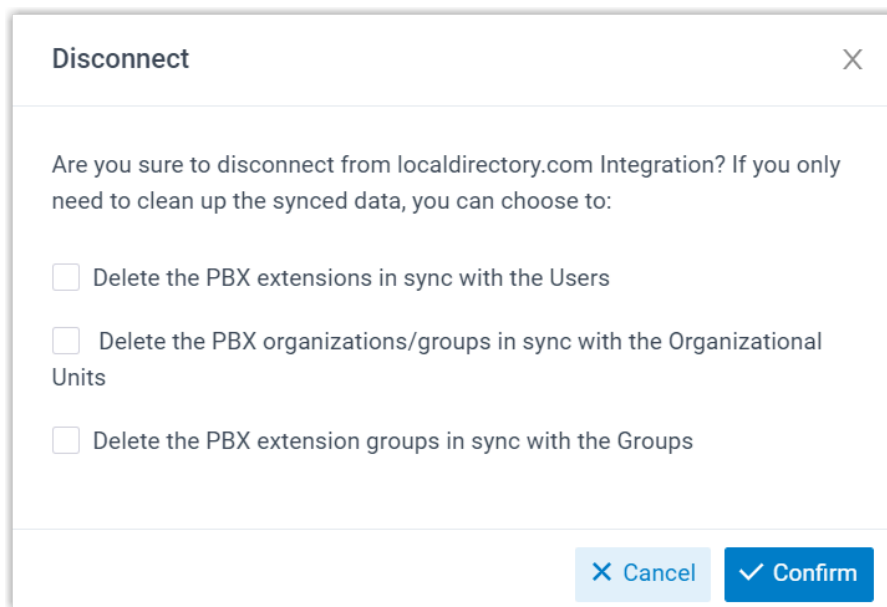 Disconnect
Are you sure to disconnect from localdirectory.com Integration? If you only
need to clean up the synced data, you can choose to:
Delete the PBX extensions in sync with the Users
Delete the PBX organizations/groups in sync with the Organizational
Units
Delete the PBX extension groups in sync with the Groups
Cancel
Confirm